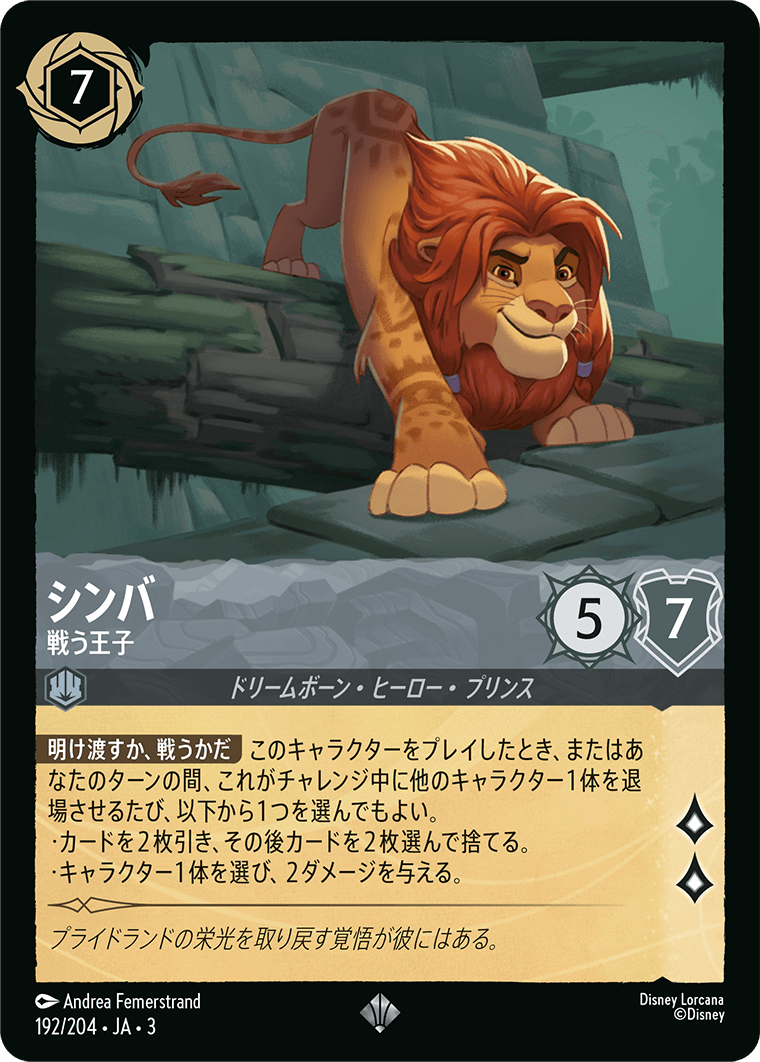 7
シンバ
戦う王子
5
7
ドリームボーン・ヒーロー・プリンス
明け渡すか、戦うかだ このキャラクターをプレイしたとき、またはあ
なたのターンの間、これがチャレンジ中に他のキャラクター1体を退
場させるたび、以下から1つを選んでもよい。
・カードを2枚引き、その後カードを2枚選んで捨てる。
・キャラクター1体を選び、2ダメージを与える。
プライドランドの栄光を取り戻す覚悟が彼にはある。
Andrea Femerstrand
192/204・JA・3
Disney Lorcana
©Disney